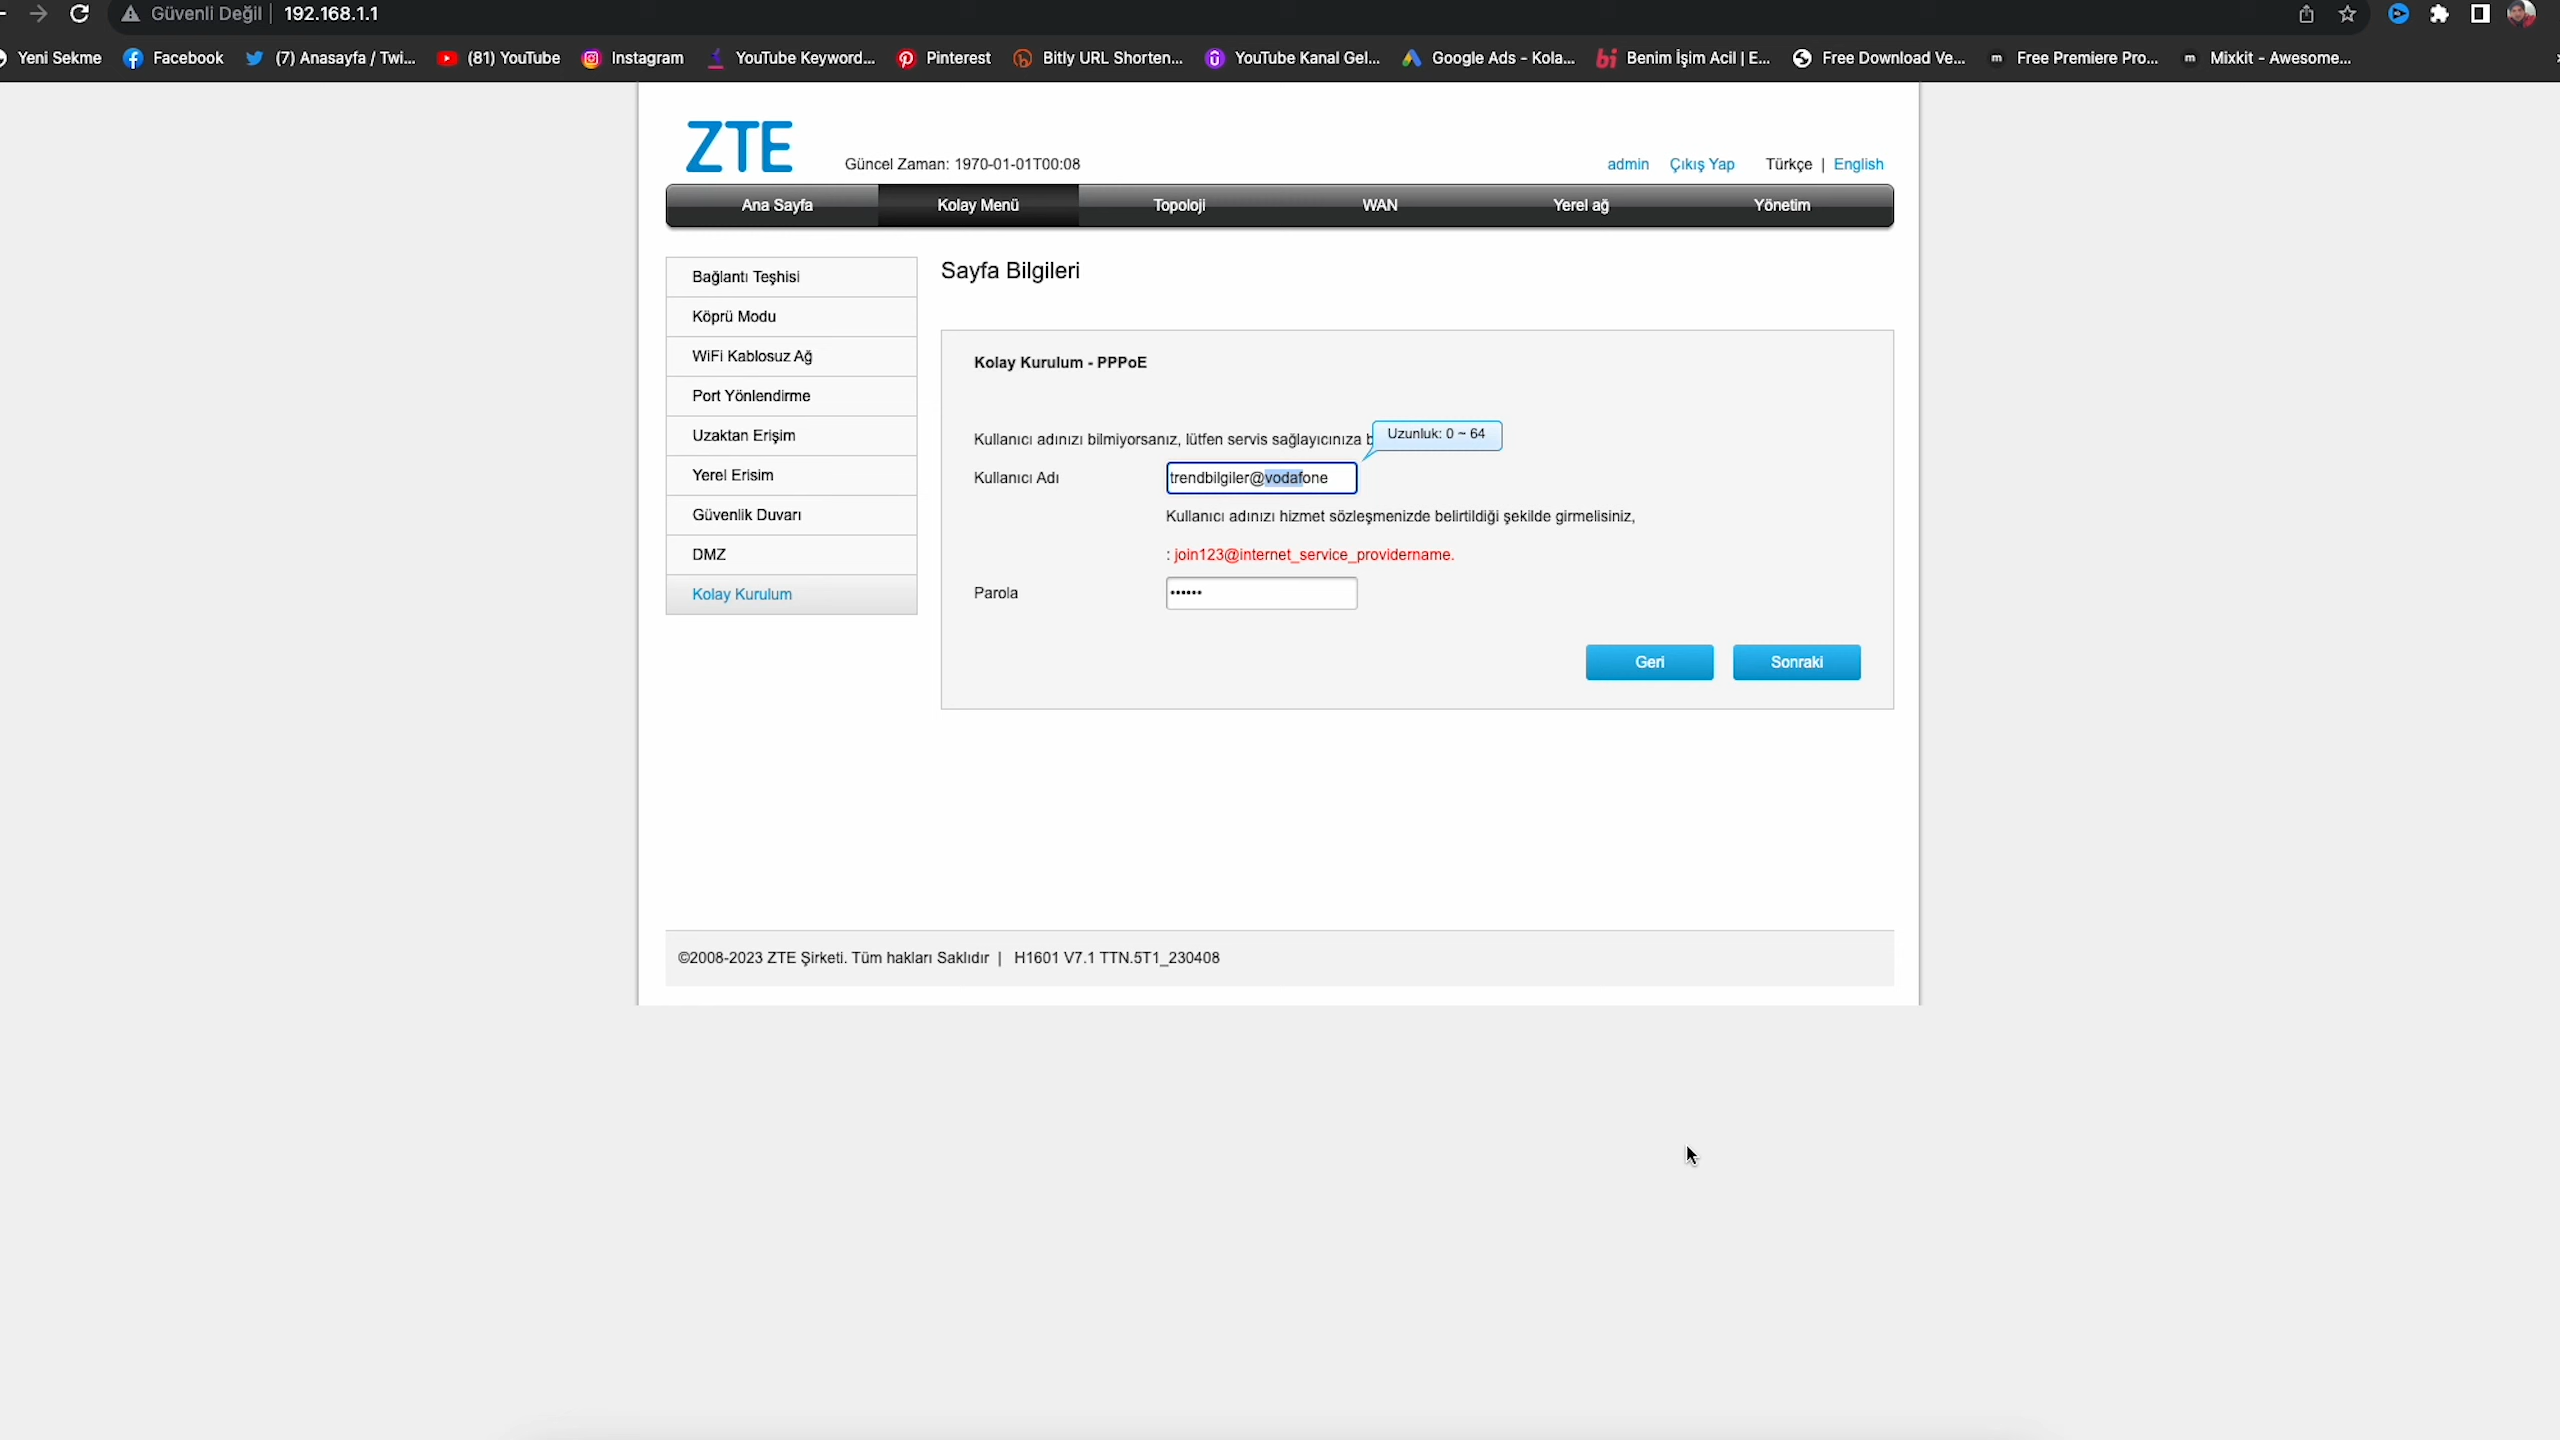 Güvenli Değil 192.168.1.1
Yeni Sekme Facebook (7) Anasayfa / Twi... (81) YouTube Instagram YouTube Keyword... Pinterest Bitly URL Shorten... YouTube Kanal Gel... Google Ads - Kola... Benim İşim Acil | E... Free Download Ve... Free Premiere Pro... Mixkit - Awesome...
ZTE
Güncel Zaman: 1970-01-01T00:08
admin Çıkış Yap Türkçe | English
Ana Sayfa Kolay Menü Topoloji WAN Yerel ağ Yönetim
Bağlantı Teşhisi
Köprü Modu
WiFi Kablosuz Ağ
Port Yönlendirme
Uzaktan Erişim
Yerel Erisim
Güvenlik Duvarı
DMZ
Kolay Kurulum
Sayfa Bilgileri
Kolay Kurulum - PPPoE
Kullanıcı adınızı bilmiyorsanız, lütfen servis sağlayıcınıza b
Uzunluk: 0 ~ 64
Kullanıcı Adı trendbilgiler@vodafone
Kullanıcı adınızı hizmet sözleşmenizde belirtildiği şekilde girmelisiniz,
: join123@internet_service_providername.
Parola ••••••
Geri Sonraki
©2008-2023 ZTE Şirketi. Tüm hakları Saklıdır | H1601 V7.1 TTN.5T1_230408